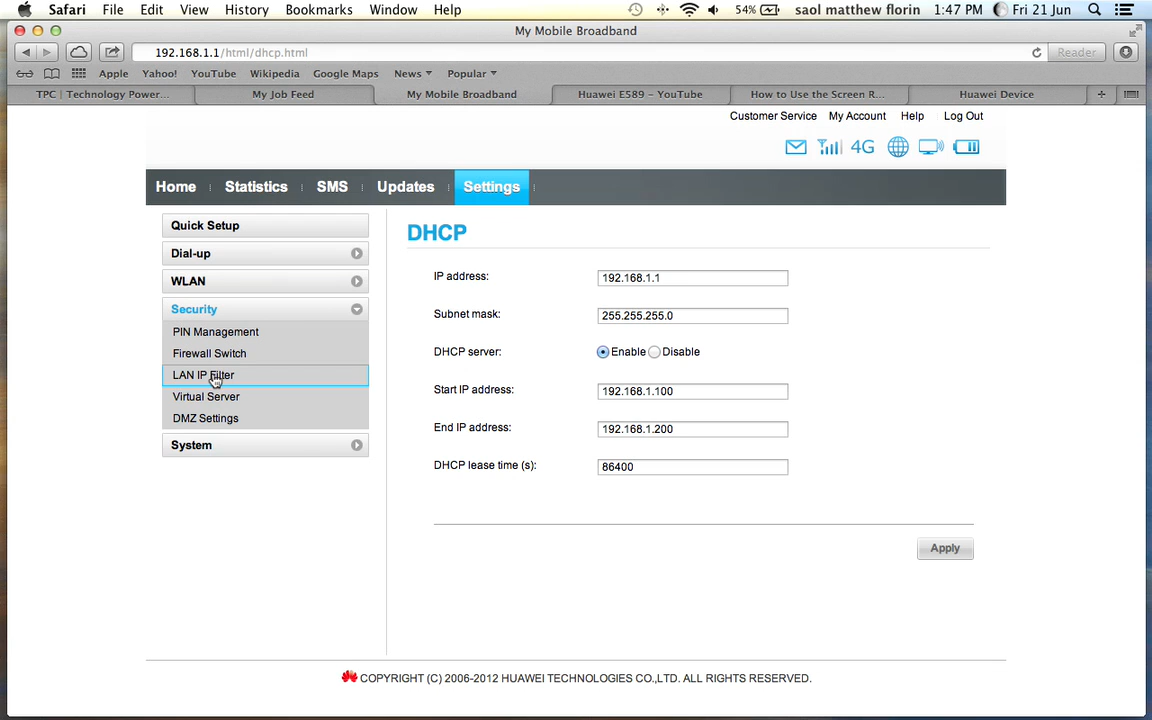 Safari File Edit View History Bookmarks Window Help 54% saol matthew florin 1:47 PM Fri 21 Jun
My Mobile Broadband
192.168.1.1/html/dhcp.html Reader
Apple Yahoo! YouTube Wikipedia Google Maps News Popular
TPC | Technology Power... My Job Feed My Mobile Broadband Huawei E589 – YouTube How to Use the Screen R... Huawei Device
Customer Service My Account Help Log Out
4G
Home Statistics SMS Updates Settings
Quick Setup
Dial-up
WLAN
Security
PIN Management
Firewall Switch
LAN IP Filter
Virtual Server
DMZ Settings
System
DHCP
IP address: 192.168.1.1
Subnet mask: 255.255.255.0
DHCP server: Enable Disable
Start IP address: 192.168.1.100
End IP address: 192.168.1.200
DHCP lease time (s): 86400
Apply
COPYRIGHT (C) 2006-2012 HUAWEI TECHNOLOGIES CO.,LTD. ALL RIGHTS RESERVED.